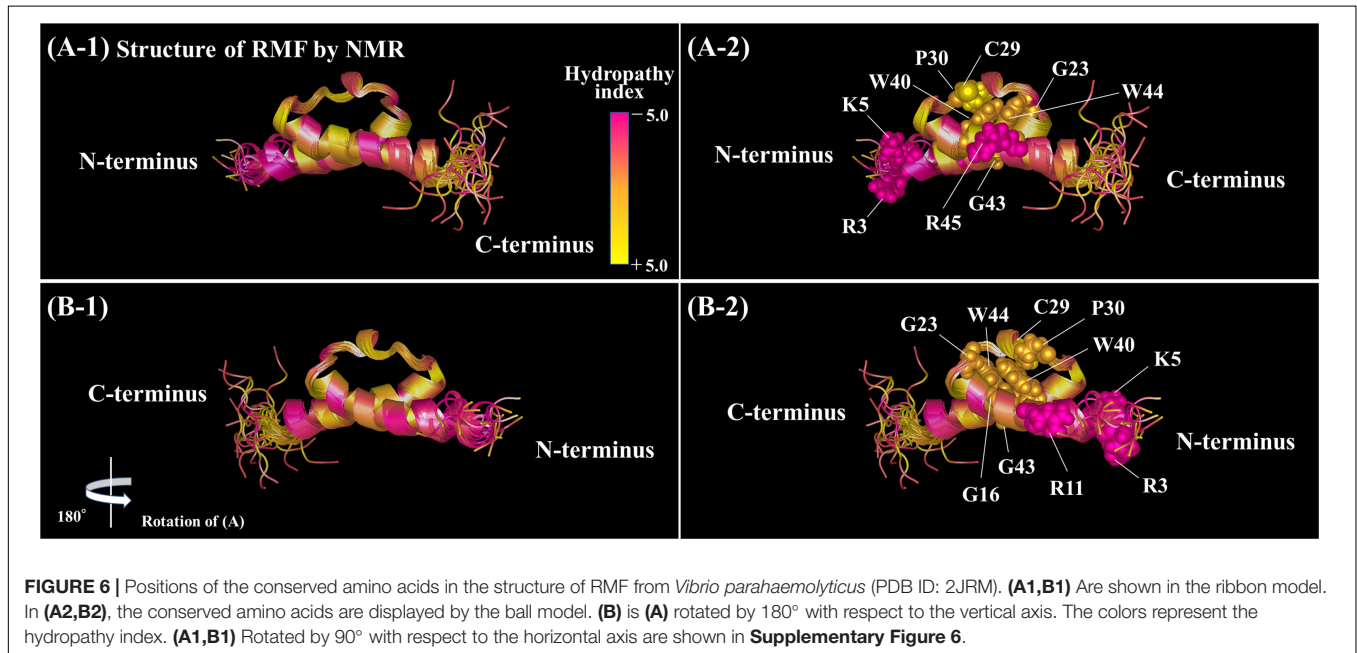 (A-1) Structure of RMF by NMR
Hydropathy
index
−5.0
+5.0
N-terminus
C-terminus
(A-2)
C29
P30
G23
W40
W44
K5
N-terminus
C-terminus
G43
R3
R45
(B-1)
C-terminus
N-terminus
180°
Rotation of (A)
(B-2)
C29
W44
P30
G23
W40
K5
C-terminus
N-terminus
G43
R3
G16
R11
FIGURE 6 | Positions of the conserved amino acids in the structure of RMF from Vibrio parahaemolyticus (PDB ID: 2JRM). (A1,B1) Are shown in the ribbon model.
In (A2,B2), the conserved amino acids are displayed by the ball model. (B) is (A) rotated by 180° with respect to the vertical axis. The colors represent the
hydropathy index. (A1,B1) Rotated by 90° with respect to the horizontal axis are shown in Supplementary Figure 6.